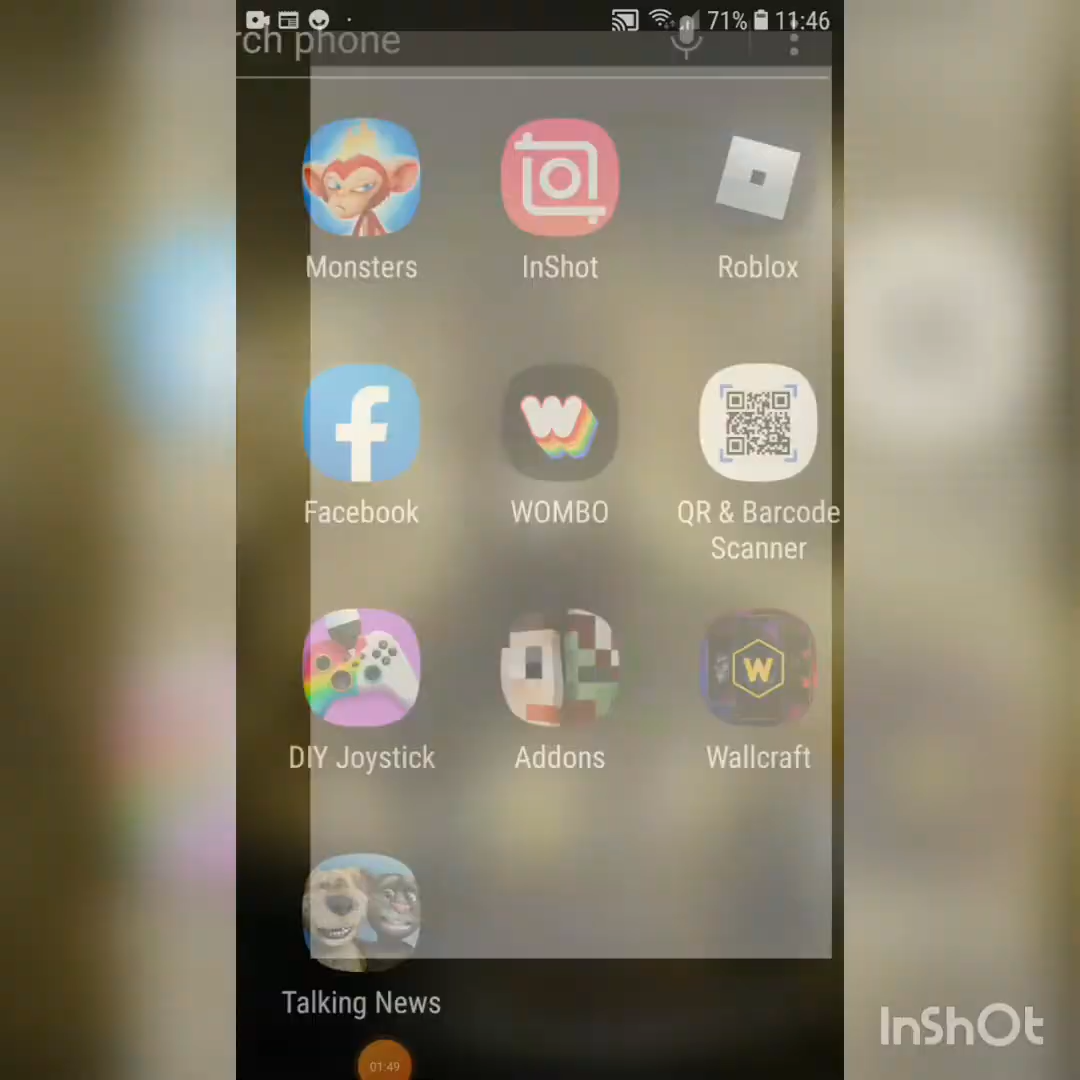 71% 11:46
rch phone
Monsters
InShot
Roblox
Facebook
WOMBO
QR & Barcode
Scanner
DIY Joystick
Addons
Wallcraft
Talking News
01:49
InShOt